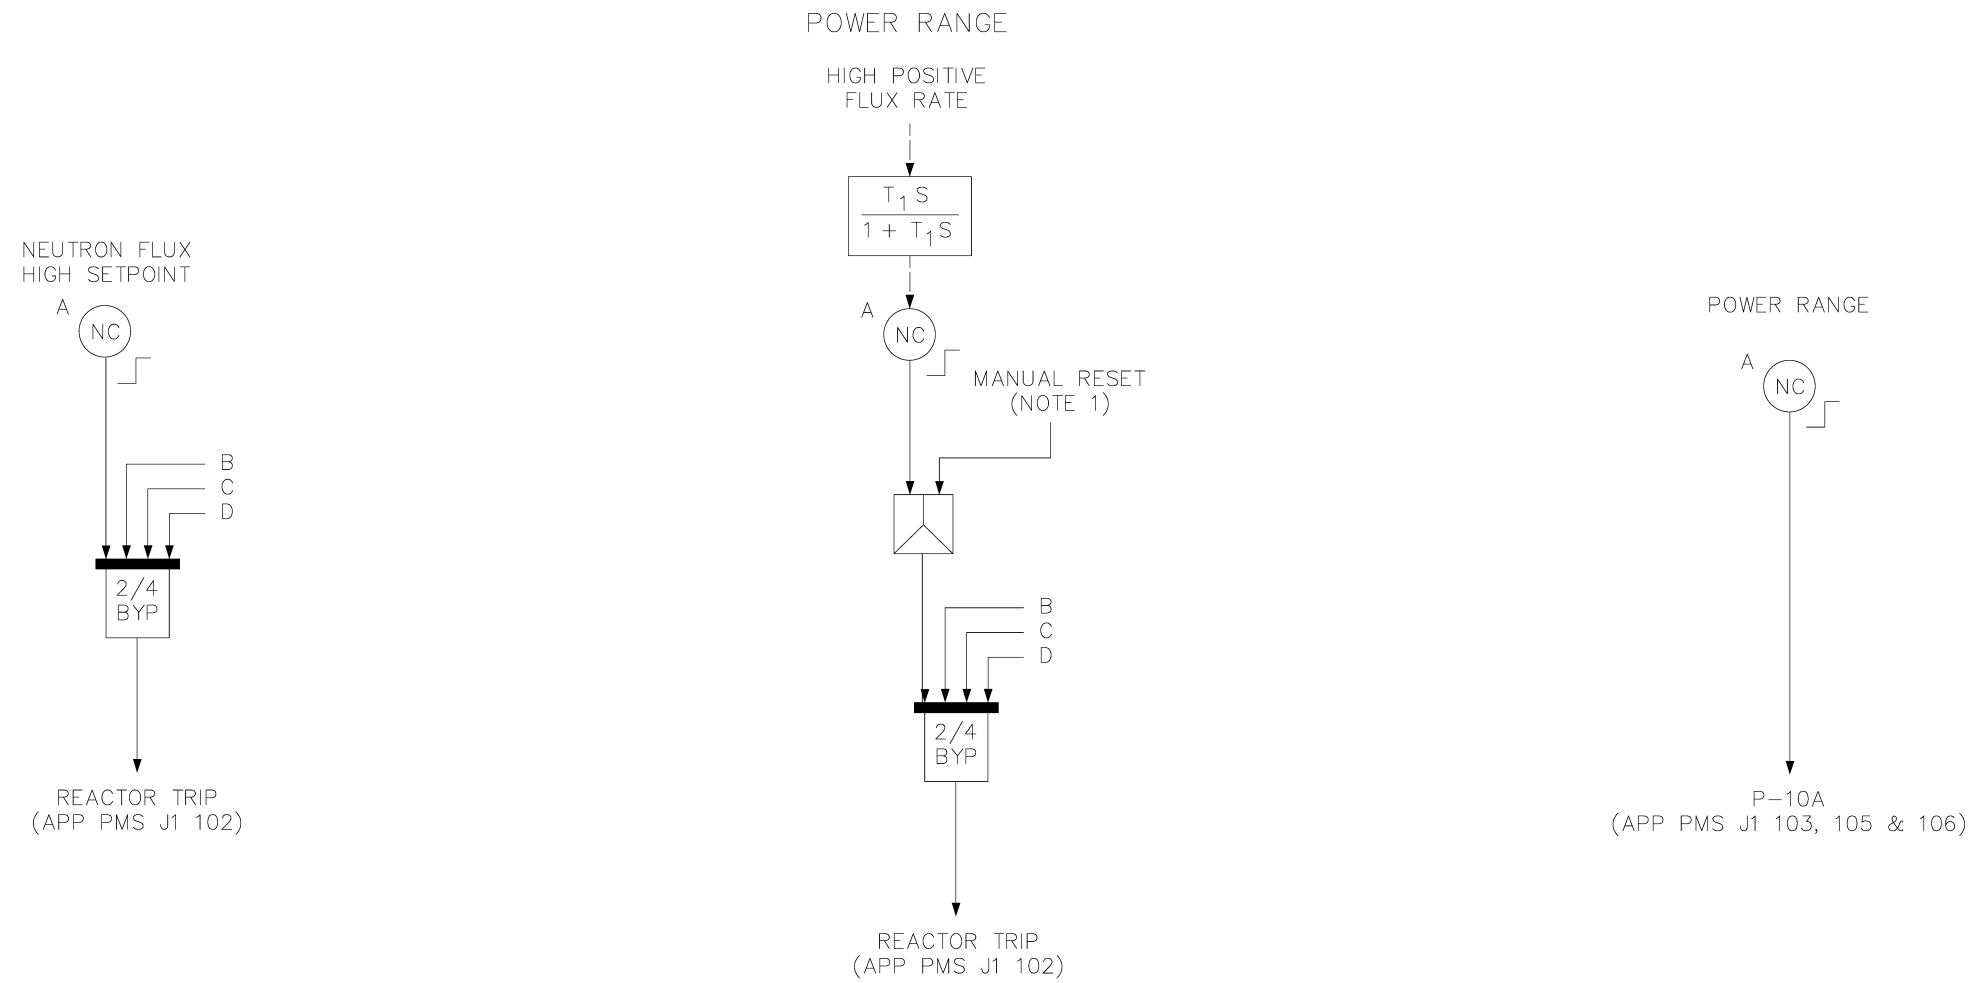 POWER RANGE
HIGH POSITIVE
FLUX RATE
T1 S
1 + T1S
NEUTRON FLUX
HIGH SETPOINT
A
NC
B
C
D
2/4
BYP
REACTOR TRIP
(APP PMS J1 102)
A
NC
MANUAL RESET
(NOTE 1)
B
C
D
2/4
BYP
REACTOR TRIP
(APP PMS J1 102)
POWER RANGE
A
NC
P-10A
(APP PMS J1 103, 105 & 106)